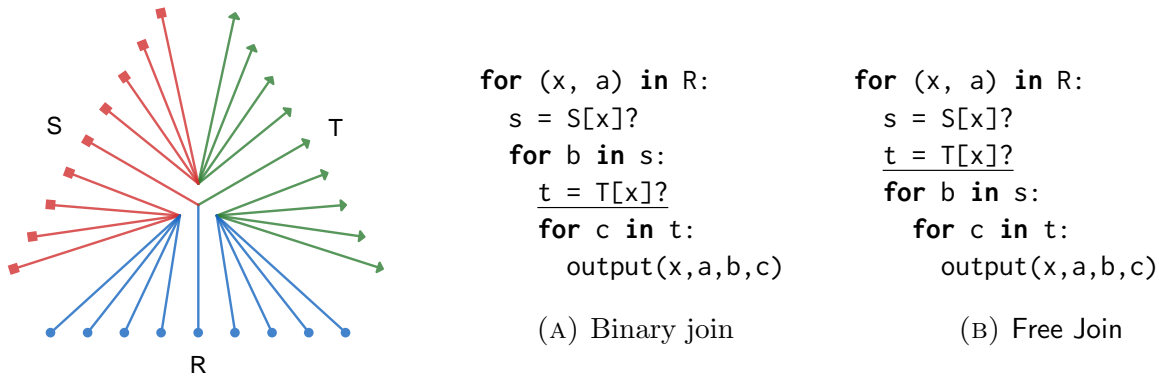 S
T
R
for (x, a) in R:
  s = S[x]?
  for b in s:
    t = T[x]?
    for c in t:
      output(x,a,b,c)
(A) Binary join
for (x, a) in R:
  s = S[x]?
  t = T[x]?
  for b in s:
    for c in t:
      output(x,a,b,c)
(B) Free Join